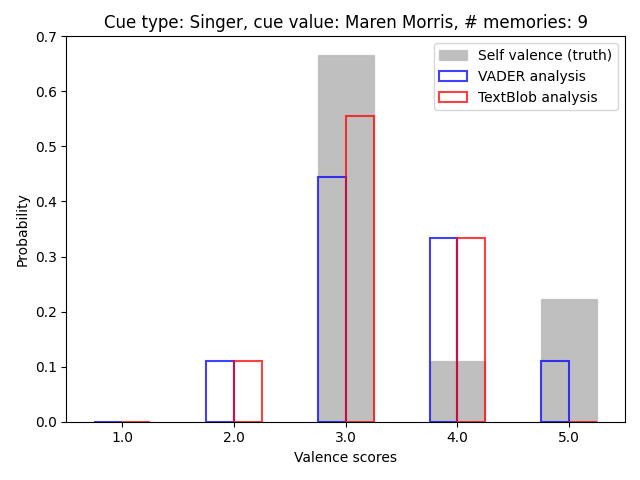 Cue type: Singer, cue value: Maren Morris, # memories: 9
Self valence (truth)
VADER analysis
TextBlob analysis
Probability
0.7
0.6
0.5
0.4
0.3
0.2
0.1
0.0
1.0 2.0 3.0 4.0 5.0
Valence scores